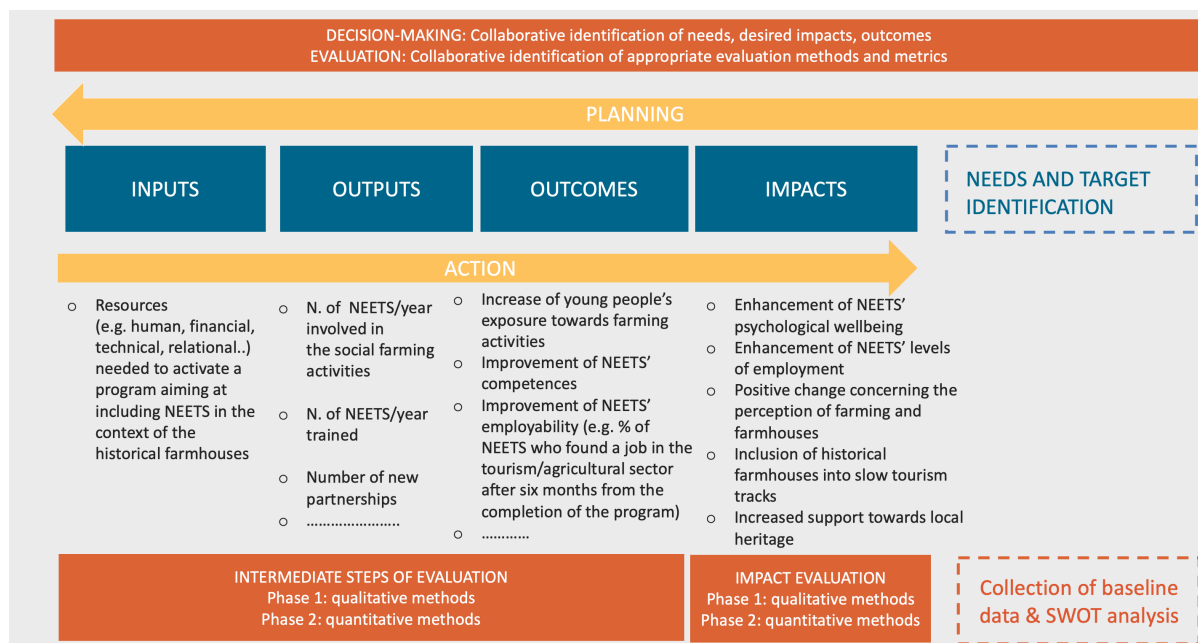 DECISION-MAKING: Collaborative identification of needs, desired impacts, outcomes
EVALUATION: Collaborative identification of appropriate evaluation methods and metrics
PLANNING
INPUTS
OUTPUTS
OUTCOMES
IMPACTS
NEEDS AND TARGET
IDENTIFICATION
ACTION
o Resources
(e.g. human, financial,
technical, relational..)
needed to activate a
program aiming at
including NEETS in the
context of the
historical farmhouses
o N. of NEETS/year
involved in
the social farming
activities
o N. of NEETS/year
trained
o Number of new
partnerships
o …………………..
o Increase of young people’s
exposure towards farming
activities
o Improvement of NEETS’
competences
o Improvement of NEETS’
employability (e.g. % of
NEETS who found a job in the
tourism/agricultural sector
after six months from the
completion of the program)
o …………
o Enhancement of NEETS’
psychological wellbeing
o Enhancement of NEETS’ levels
of employment
o Positive change concerning the
perception of farming and
farmhouses
o Inclusion of historical
farmhouses into slow tourism
tracks
o Increased support towards local
heritage
INTERMEDIATE STEPS OF EVALUATION
Phase 1: qualitative methods
Phase 2: quantitative methods
IMPACT EVALUATION
Phase 1: qualitative methods
Phase 2: quantitative methods
Collection of baseline
data & SWOT analysis